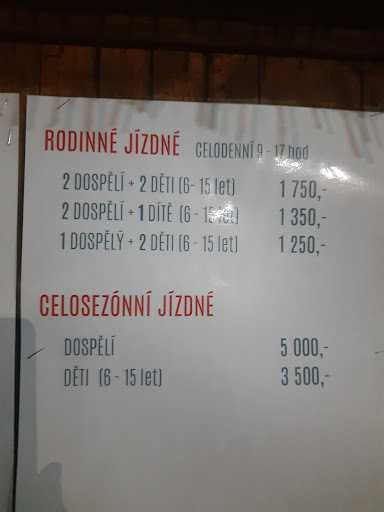 RODINNÉ JÍZDNÉ CELODENNÍ 9 - 17 hod
2 DOSPĚLÍ + 2 DĚTI (6 - 15 let) 1 750,-
2 DOSPĚLÍ + 1 DÍTĚ (6 - 15 let) 1 350,-
1 DOSPĚLÝ + 2 DĚTI (6 - 15 let) 1 250,-
CELOSEZÓNNÍ JÍZDNÉ
DOSPĚLÍ 5 000,-
DĚTI (6 - 15 let) 3 500,-